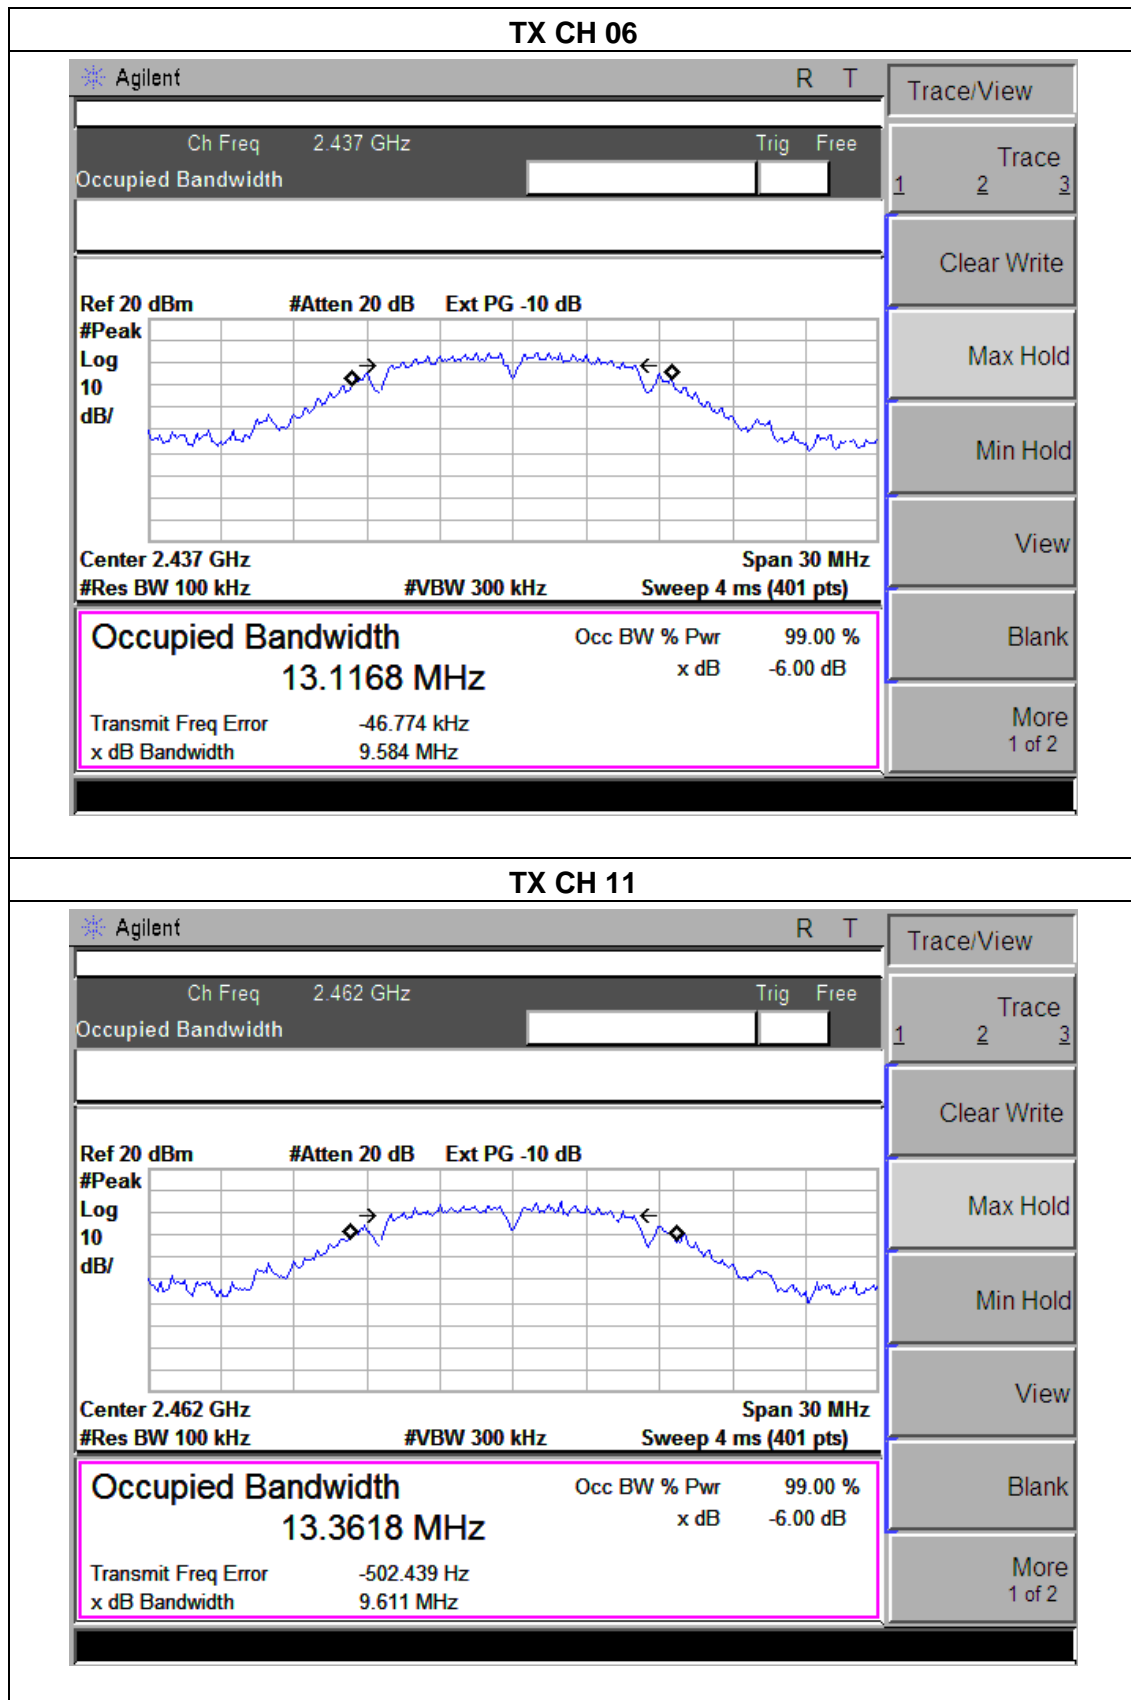 TX CH 06
Agilent R T
Trace/View
Ch Freq 2.437 GHz Trig Free
Occupied Bandwidth
Trace
1 2 3
Clear Write
Ref 20 dBm #Atten 20 dB Ext PG -10 dB
#Peak
Log
10
dB/
Max Hold
Min Hold
Center 2.437 GHz Span 30 MHz
#Res BW 100 kHz #VBW 300 kHz Sweep 4 ms (401 pts)
View
Occupied Bandwidth Occ BW % Pwr 99.00 %
13.1168 MHz x dB -6.00 dB
Blank
Transmit Freq Error -46.774 kHz
x dB Bandwidth 9.584 MHz
More
1 of 2
TX CH 11
Agilent R T
Trace/View
Ch Freq 2.462 GHz Trig Free
Occupied Bandwidth
Trace
1 2 3
Clear Write
Ref 20 dBm #Atten 20 dB Ext PG -10 dB
#Peak
Log
10
dB/
Max Hold
Min Hold
Center 2.462 GHz Span 30 MHz
#Res BW 100 kHz #VBW 300 kHz Sweep 4 ms (401 pts)
View
Occupied Bandwidth Occ BW % Pwr 99.00 %
13.3618 MHz x dB -6.00 dB
Blank
Transmit Freq Error -502.439 Hz
x dB Bandwidth 9.611 MHz
More
1 of 2